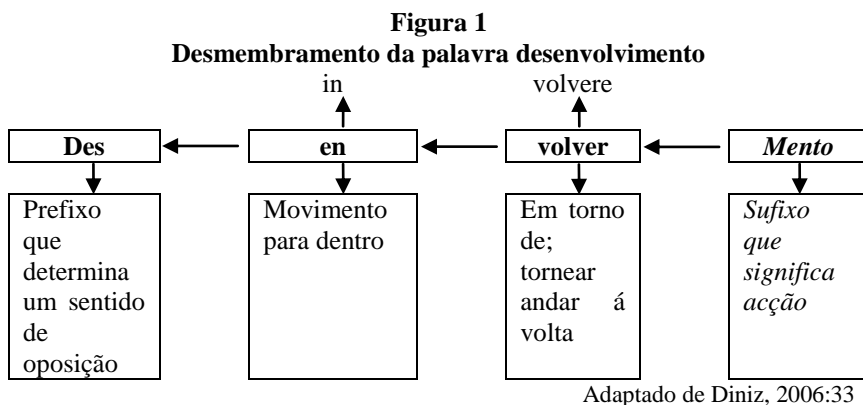 Figura 1
Desmembramento da palavra desenvolvimento
in volvere
Des en volver Mento
Prefixo
que
determina
um sentido
de
oposição
Movimento
para dentro
Em torno
de;
tornear
andar á
volta
Sufixo
que
significa
acção
Adaptado de Diniz, 2006:33